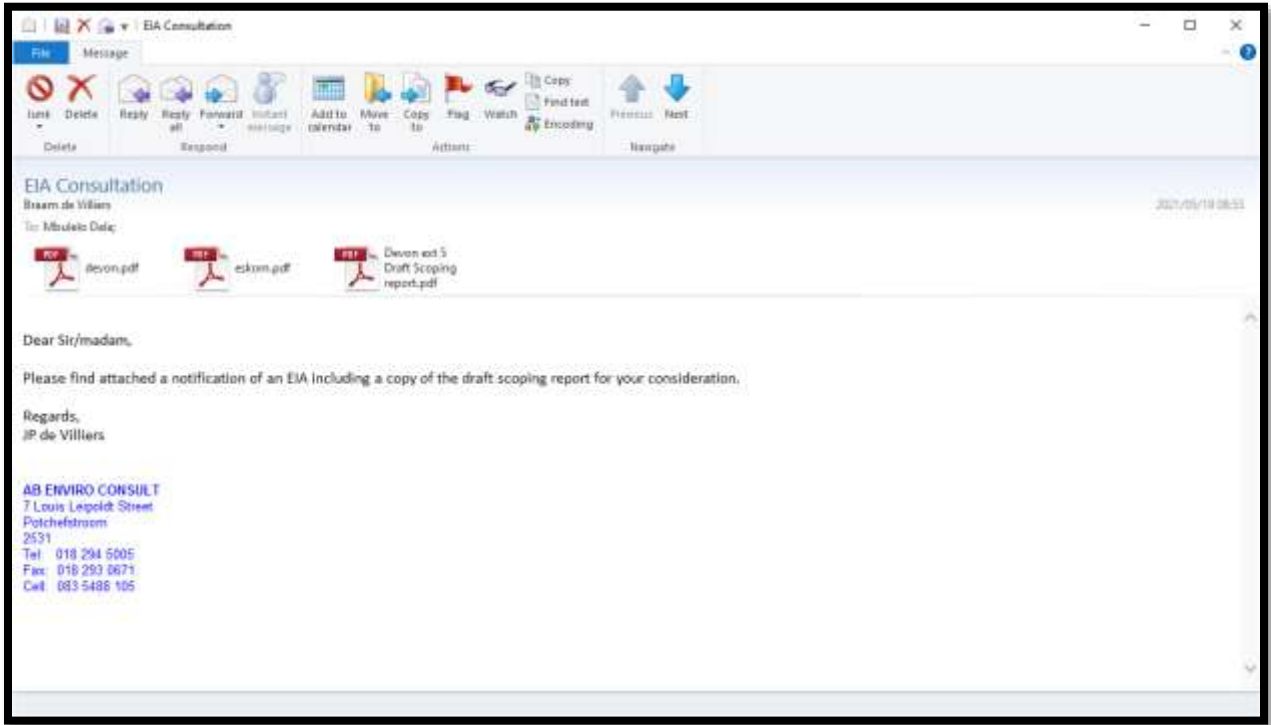 EIA Consultation
File Message
Junk Delete Reply Reply all Forward Instant message Add to calendar Move to Copy to Flag Watch Copy Find text Encoding Previous Next
Delete Respond Actions Navigate
EIA Consultation
Braam de Villiers
To: Mbulelo Dala;
devon.pdf
eskom.pdf
Devon ext 5
Draft Scoping
report.pdf
Dear Sir/madam,
Please find attached a notification of an EIA including a copy of the draft scoping report for your consideration.
Regards,
JP de Villiers
AB ENVIRO CONSULT
7 Louis Leipoldt Street
Potchefstroom
2531
Tel: 018 294 5005
Fax: 018 293 0671
Cell: 083 5488 105